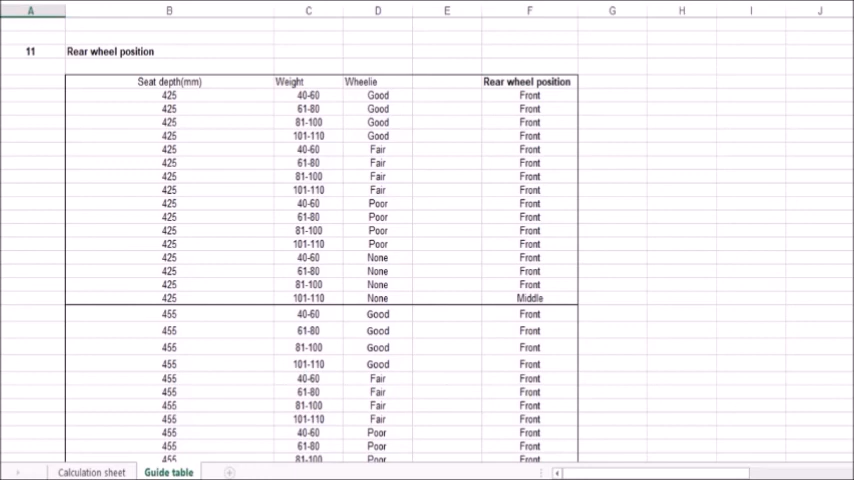 A B C D E F G H I J
11 Rear wheel position
Seat depth(mm) Weight Wheelie Rear wheel position
425 40-60 Good Front
425 61-80 Good Front
425 81-100 Good Front
425 101-110 Good Front
425 40-60 Fair Front
425 61-80 Fair Front
425 81-100 Fair Front
425 101-110 Fair Front
425 40-60 Poor Front
425 61-80 Poor Front
425 81-100 Poor Front
425 101-110 Poor Front
425 40-60 None Front
425 61-80 None Front
425 81-100 None Front
425 101-110 None Middle
455 40-60 Good Front
455 61-80 Good Front
455 81-100 Good Front
455 101-110 Good Front
455 40-60 Fair Front
455 61-80 Fair Front
455 81-100 Fair Front
455 101-110 Fair Front
455 40-60 Poor Front
455 61-80 Poor Front
455 81-100 Poor Front
Calculation sheet Guide table